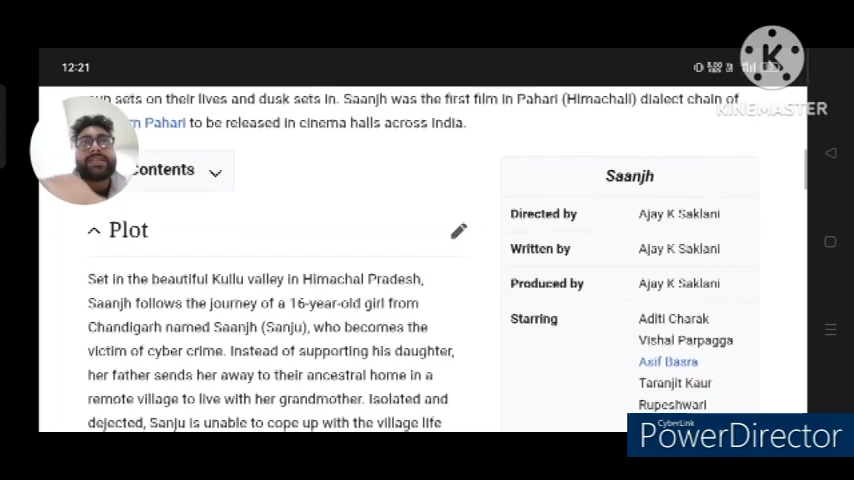 12:21
sets on their lives and dusk sets in. Saanjh was the first film in Pahari (Himachali) dialect chain of
Pahari to be released in cinema halls across India.
Contents
Plot
Set in the beautiful Kullu valley in Himachal Pradesh,
Saanjh follows the journey of a 16-year-old girl from
Chandigarh named Saanjh (Sanju), who becomes the
victim of cyber crime. Instead of supporting his daughter,
her father sends her away to their ancestral home in a
remote village to live with her grandmother. Isolated and
dejected, Sanju is unable to cope up with the village life
Saanjh
Directed by Ajay K Saklani
Written by Ajay K Saklani
Produced by Ajay K Saklani
Starring Aditi Charak
Vishal Parpagga
Asif Basra
Taranjit Kaur
Rupeshwari
K
KINEMASTER
CyberLink
PowerDirector